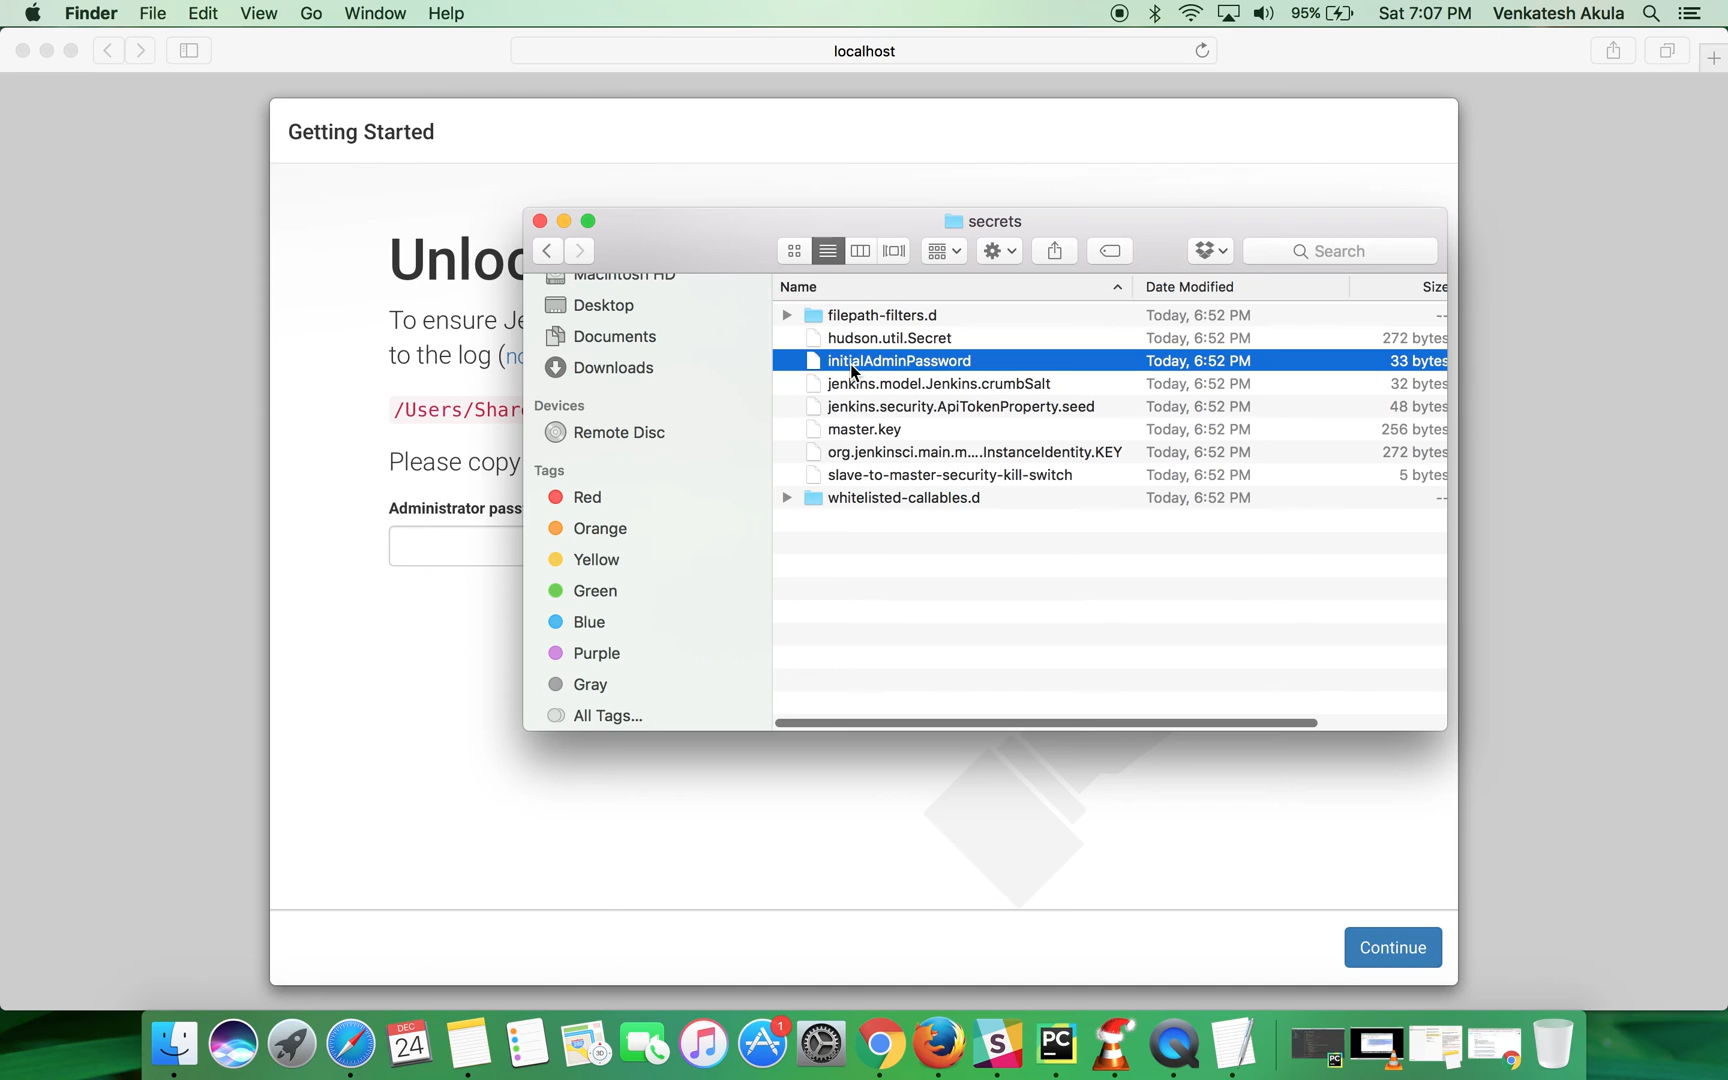 Finder File Edit View Go Window Help 95% Sat 7:07 PM Venkatesh Akula
localhost
Getting Started
secrets
Search
Unloc
To ensure Je
to the log (no
/Users/Shar
Please copy
Administrator pass
Continue
Macintosh HD
Desktop
Documents
Downloads
Devices
Remote Disc
Tags
Red
Orange
Yellow
Green
Blue
Purple
Gray
All Tags...
Name Date Modified Size
filepath-filters.d Today, 6:52 PM --
hudson.util.Secret Today, 6:52 PM 272 bytes
initialAdminPassword Today, 6:52 PM 33 bytes
jenkins.model.Jenkins.crumbSalt Today, 6:52 PM 32 bytes
jenkins.security.ApiTokenProperty.seed Today, 6:52 PM 48 bytes
master.key Today, 6:52 PM 256 bytes
org.jenkinsci.main.m....InstanceIdentity.KEY Today, 6:52 PM 272 bytes
slave-to-master-security-kill-switch Today, 6:52 PM 5 bytes
whitelisted-callables.d Today, 6:52 PM --
DEC
24
3D
1
S
PC
PC